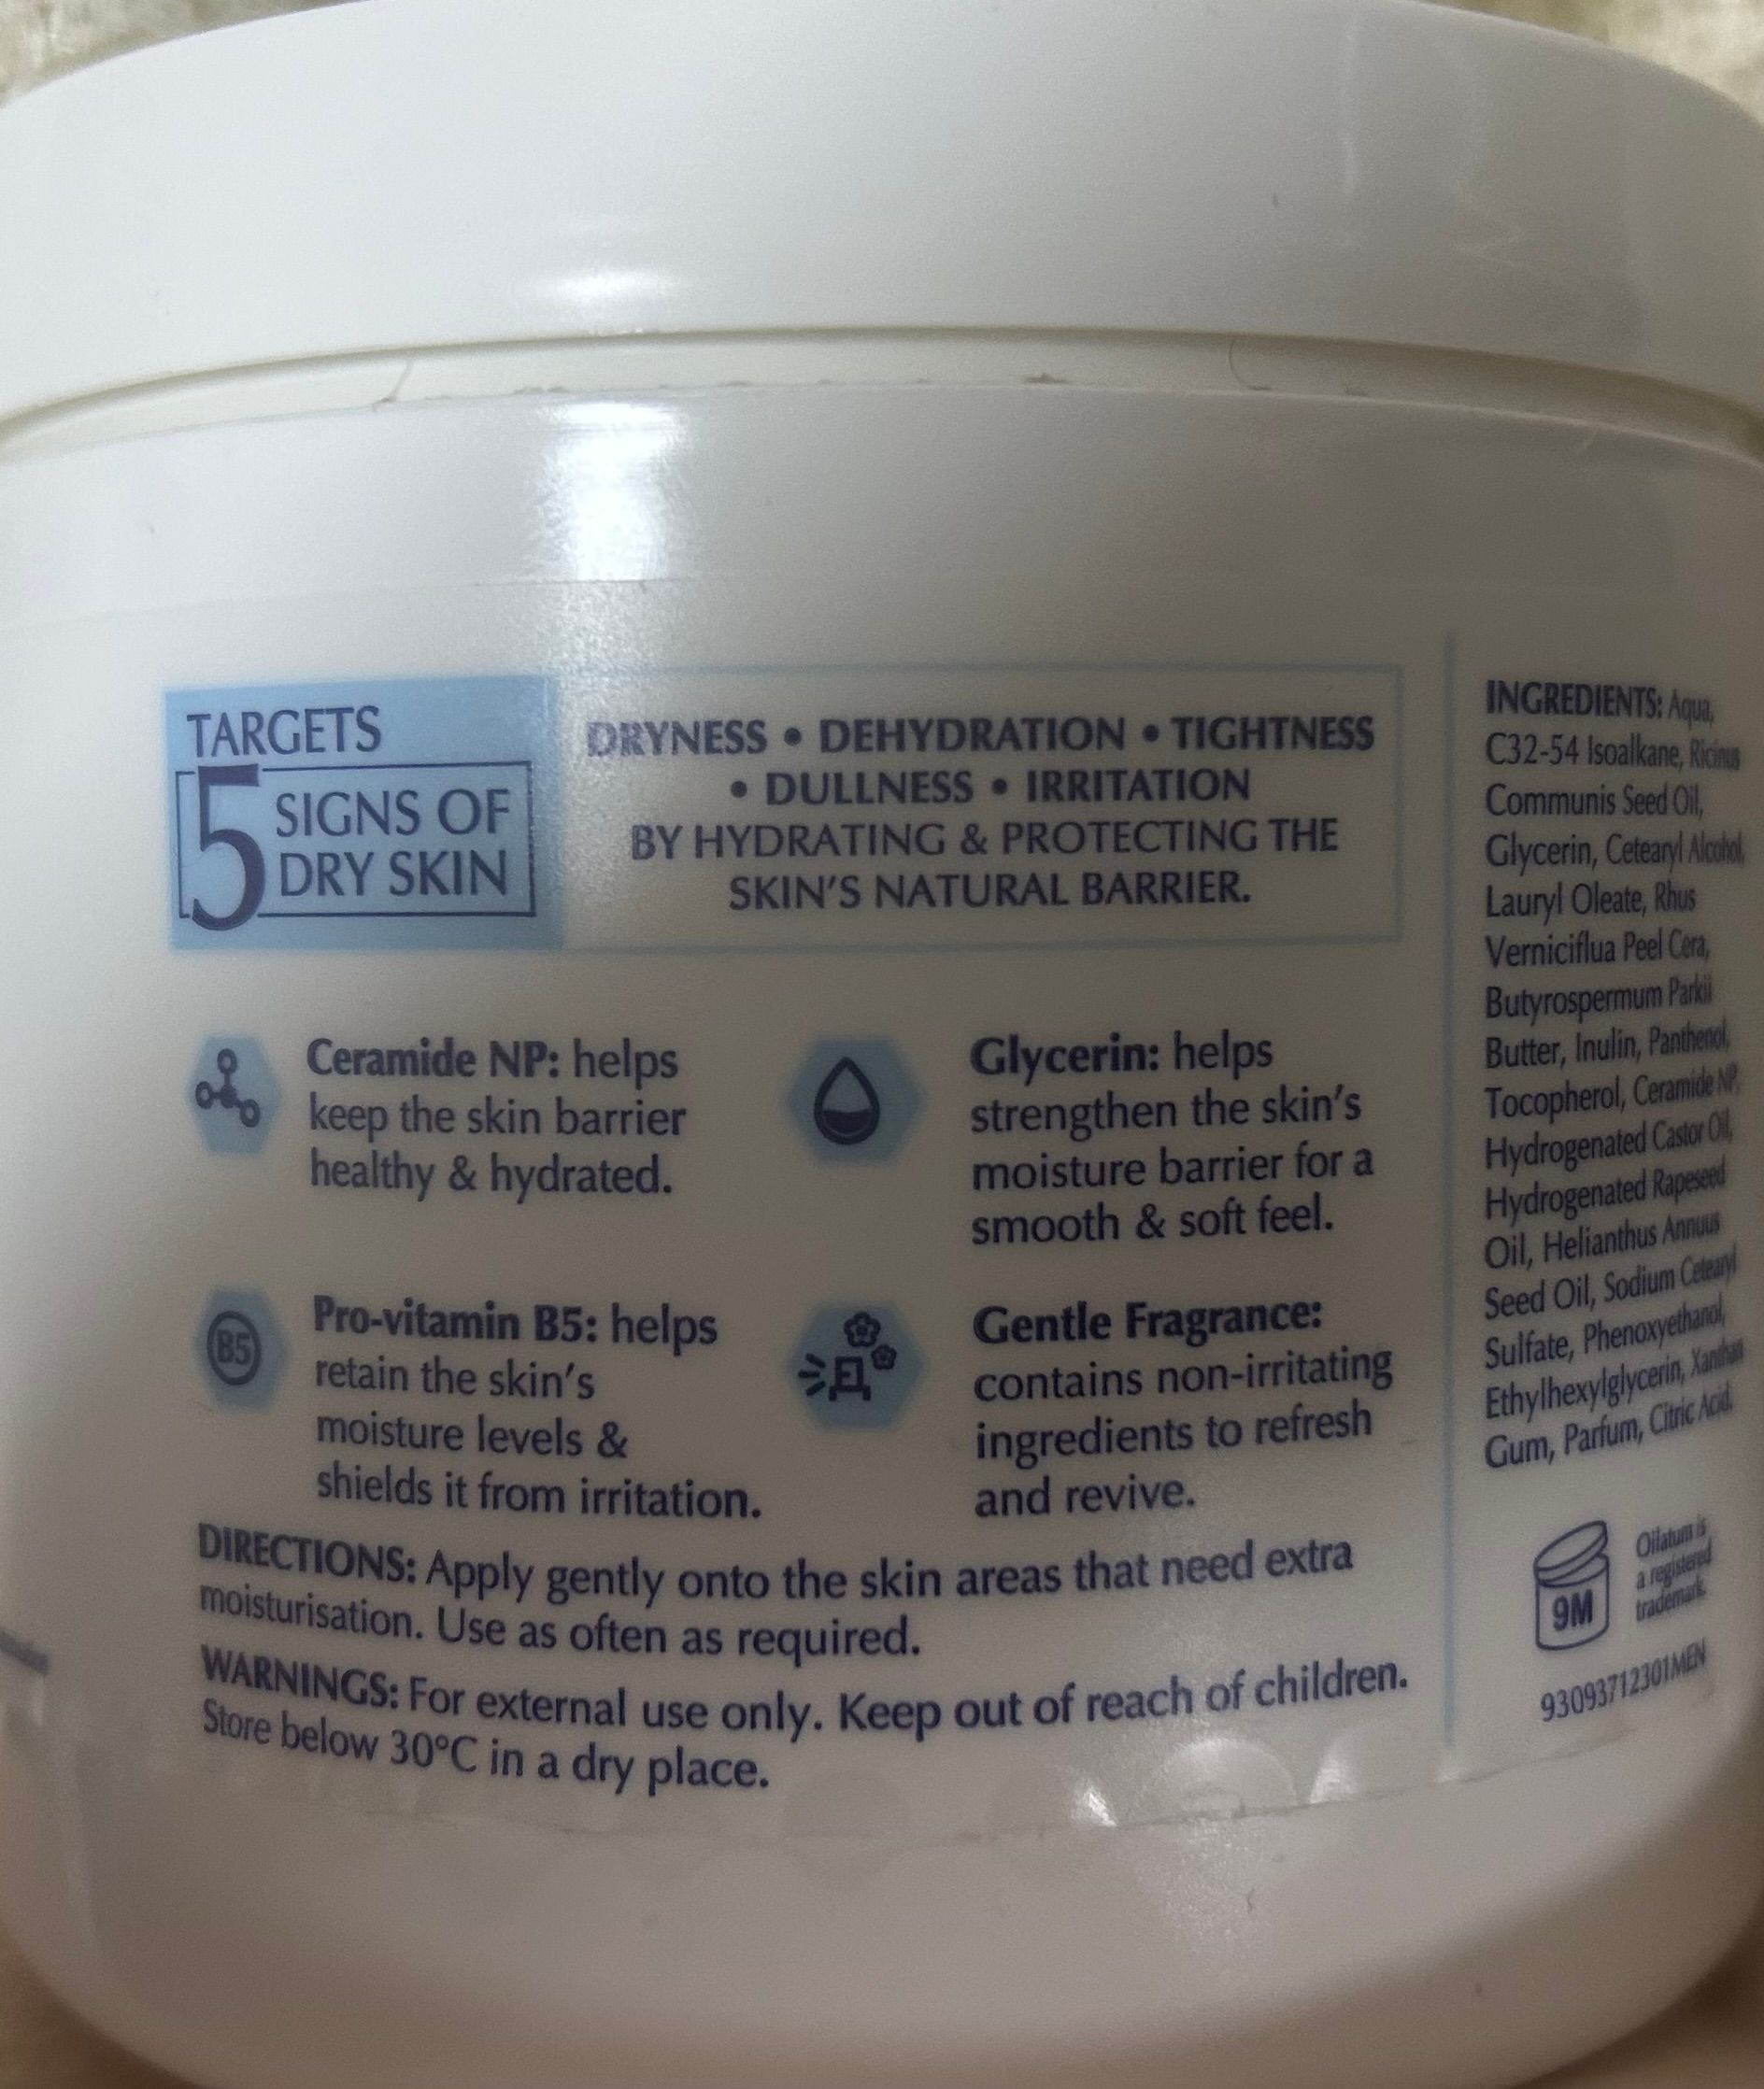 TARGETS
5 SIGNS OF
DRY SKIN
DRYNESS • DEHYDRATION • TIGHTNESS
• DULLNESS • IRRITATION
BY HYDRATING & PROTECTING THE
SKIN'S NATURAL BARRIER.
Ceramide NP: helps
keep the skin barrier
healthy & hydrated.
Glycerin: helps
strengthen the skin's
moisture barrier for a
smooth & soft feel.
B5
Pro-vitamin B5: helps
retain the skin's
moisture levels &
shields it from irritation.
Gentle Fragrance:
contains non-irritating
ingredients to refresh
and revive.
DIRECTIONS: Apply gently onto the skin areas that need extra
moisturisation. Use as often as required.
WARNINGS: For external use only. Keep out of reach of children.
Store below 30°C in a dry place.
INGREDIENTS: Aqua,
C32-54 Isoalkane, Ricinus
Communis Seed Oil,
Glycerin, Cetearyl Alcohol,
Lauryl Oleate, Rhus
Verniciflua Peel Cera,
Butyrospermum Parkii
Butter, Inulin, Panthenol,
Tocopherol, Ceramide NP,
Hydrogenated Castor Oil,
Hydrogenated Rapeseed
Oil, Helianthus Annuus
Seed Oil, Sodium Cetearyl
Sulfate, Phenoxyethanol,
Ethylhexylglycerin, Xanthan
Gum, Parfum, Citric Acid.
9M
Oilatum is
a registered
trademark.
93093712301MEN